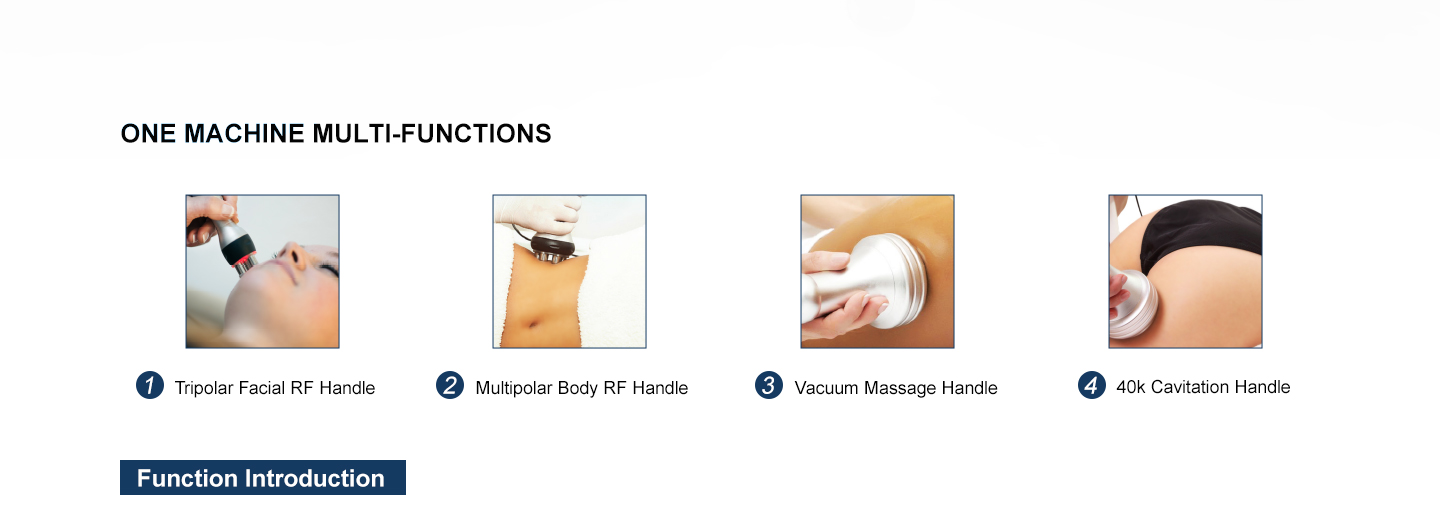 ONE MACHINE MULTI-FUNCTIONS
1 Tripolar Facial RF Handle
2 Multipolar Body RF Handle
3 Vacuum Massage Handle
4 40k Cavitation Handle
Function Introduction